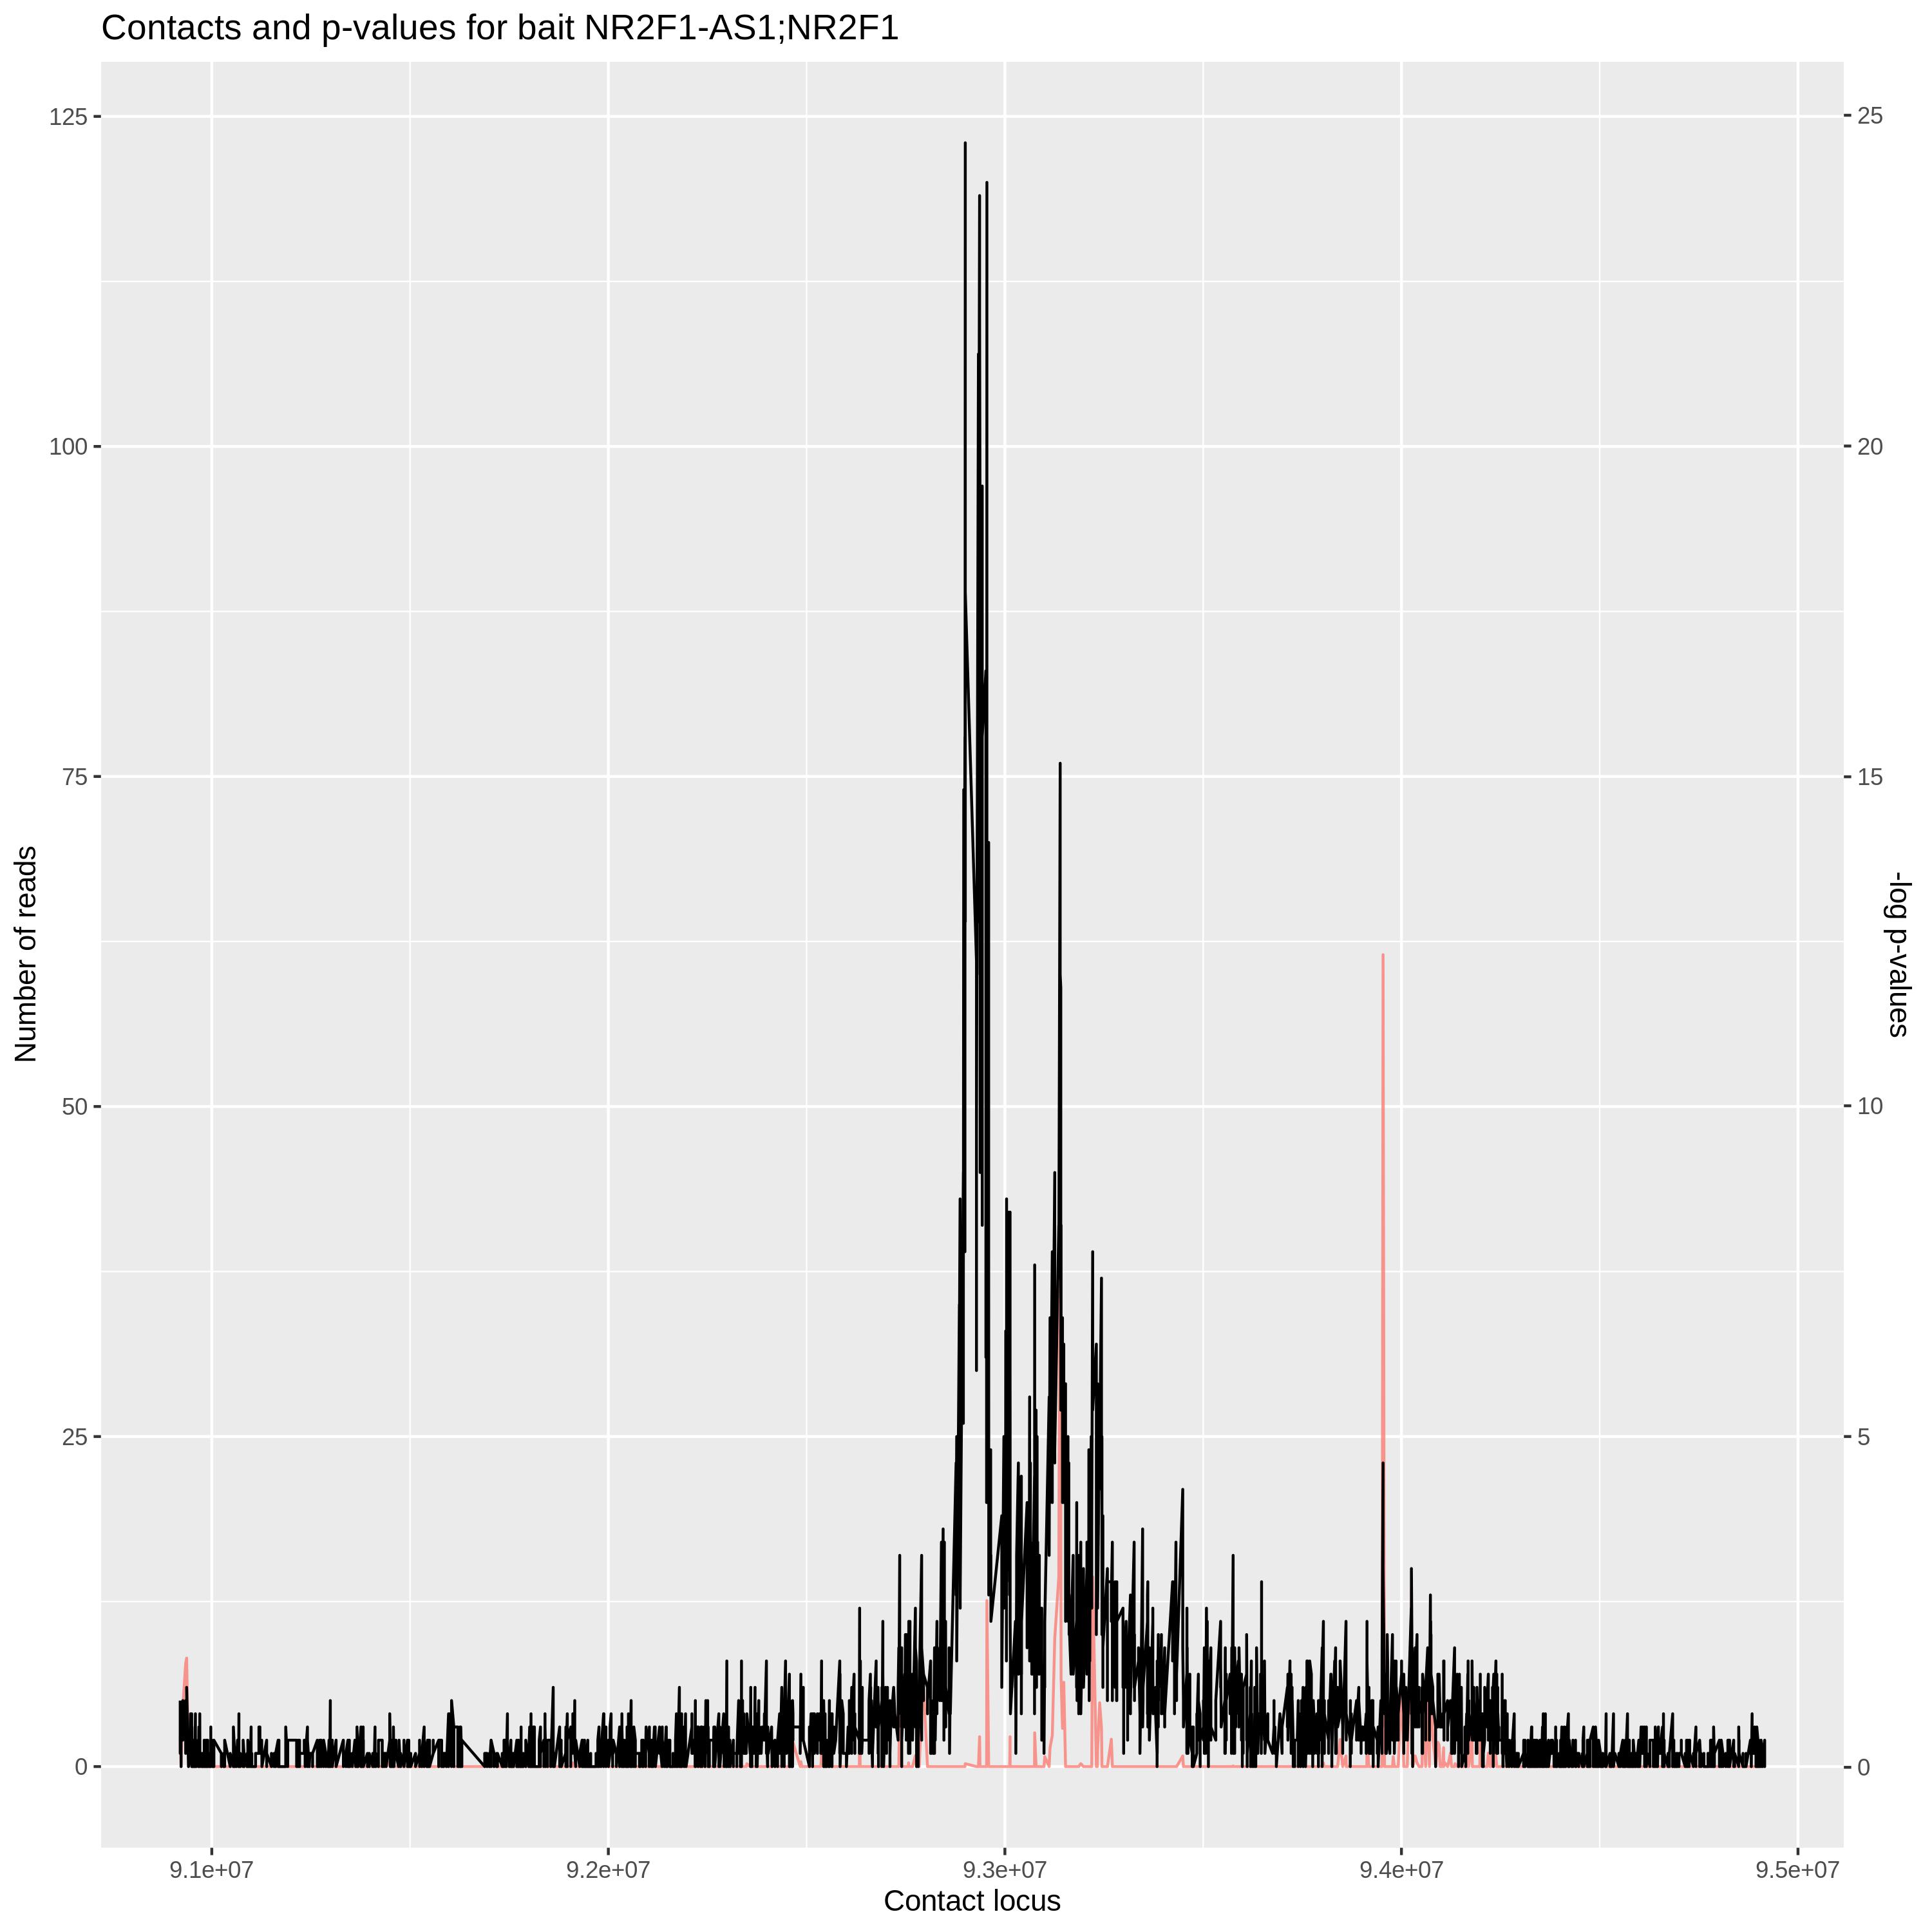 Contacts and p-values for bait NR2F1-AS1;NR2F1
125
100
75
50
25
0
Number of reads
25
20
15
10
5
0
-log p-values
9.1e+07
9.2e+07
9.3e+07
9.4e+07
9.5e+07
Contact locus